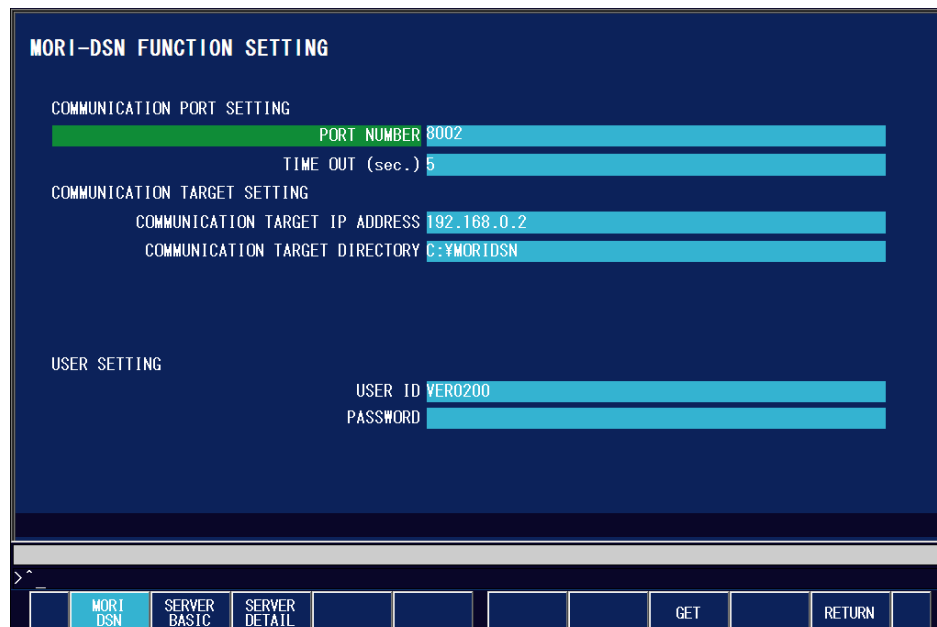 MORI-DSN FUNCTION SETTING
COMMUNICATION PORT SETTING
PORT NUMBER 8002
TIME OUT (sec.) 5
COMMUNICATION TARGET SETTING
COMMUNICATION TARGET IP ADDRESS 192.168.0.2
COMMUNICATION TARGET DIRECTORY C:¥MORIDSN
USER SETTING
USER ID VER0200
PASSWORD
>^_
MORI DSN SERVER BASIC SERVER DETAIL GET RETURN